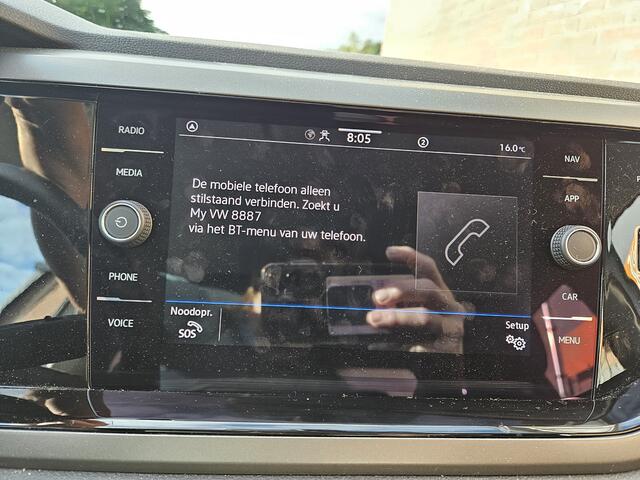 RADIO
MEDIA
PHONE
VOICE
8:05
2
16.0°C
De mobiele telefoon alleen
stilstaand verbinden. Zoekt u
My VW 8887
via het BT-menu van uw telefoon.
Noodopr.
SOS
Setup
NAV
APP
CAR
MENU